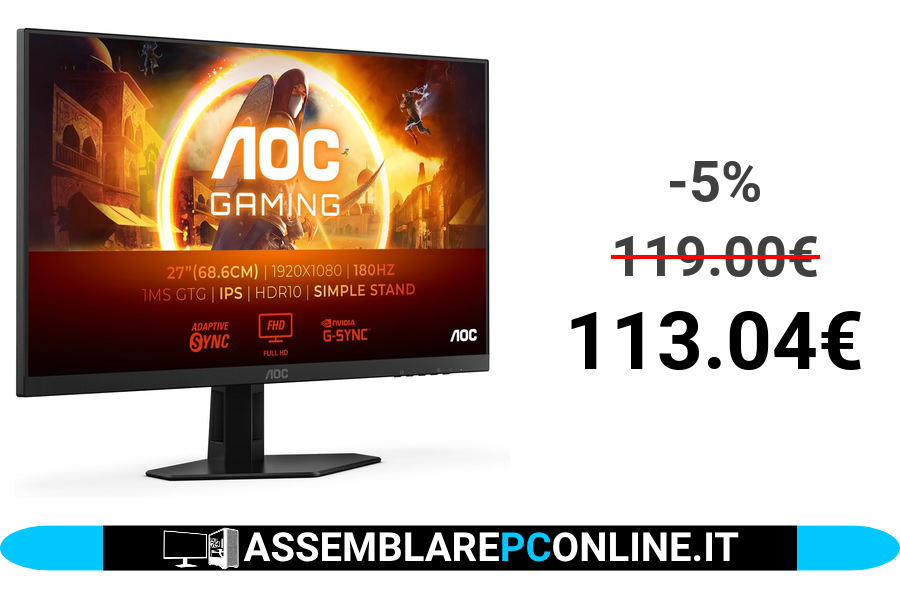 AOC
GAMING
27"(68.6CM) | 1920X1080 | 180HZ
1MS GTG | IPS | HDR10 | SIMPLE STAND
ADAPTIVE
SYNC
FHD
FULL HD
NVIDIA
G-SYNC
AOC
AOC
-5%
119.00€
113.04€
ASSEMBLAREPCONLINE.IT